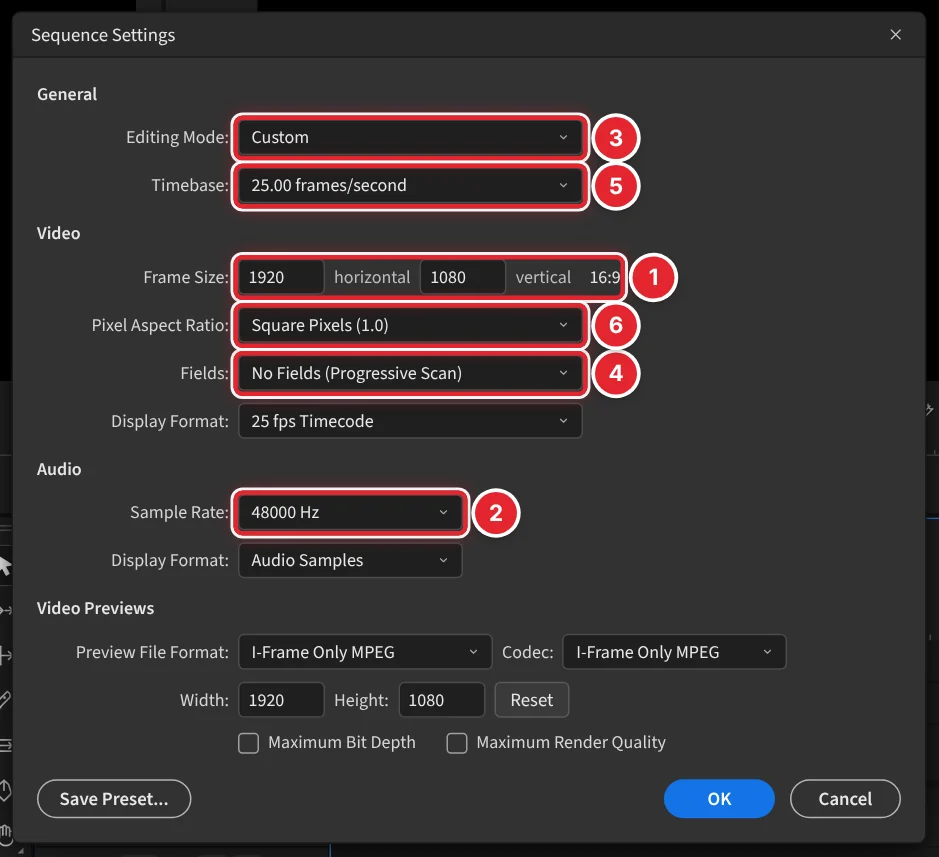 Sequence Settings
General
Editing Mode: Custom 3
Timebase: 25.00 frames/second 5
Video
Frame Size: 1920 horizontal 1080 vertical 16:9 1
Pixel Aspect Ratio: Square Pixels (1.0) 6
Fields: No Fields (Progressive Scan) 4
Display Format: 25 fps Timecode
Audio
Sample Rate: 48000 Hz 2
Display Format: Audio Samples
Video Previews
Preview File Format: I-Frame Only MPEG Codec: I-Frame Only MPEG
Width: 1920 Height: 1080 Reset
Maximum Bit Depth Maximum Render Quality
Save Preset... OK Cancel